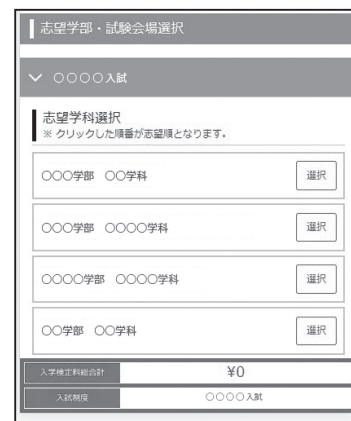 志望学部・試験会場選択
○○○○入試
志望学科選択
※ クリックした順番が志望順となります。
○○○学部 ○○学科 選択
○○○学部 ○○○○学科 選択
○○○○学部 ○○○○学科 選択
○○学部 ○○学科 選択
入学検定料総合計 ¥0
入試制度 ○○○○入試